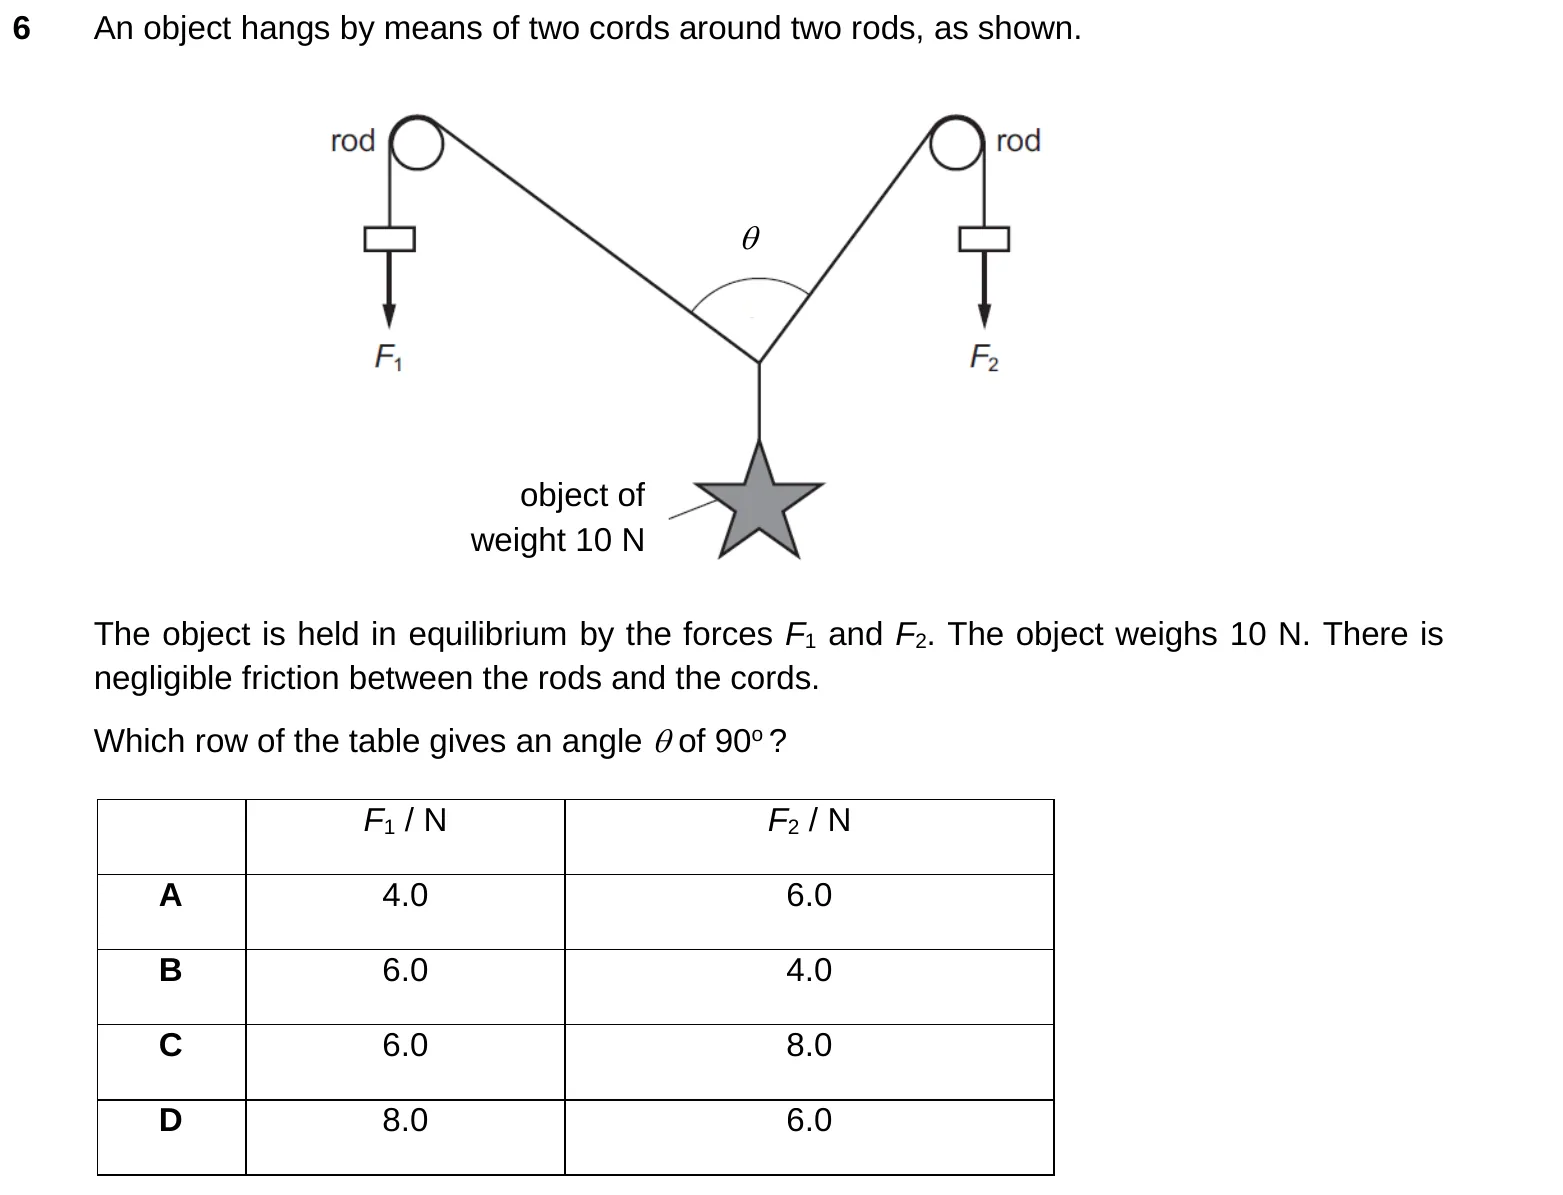 6 An object hangs by means of two cords around two rods, as shown.
rod rod
θ
F1 F2
object of
weight 10 N
The object is held in equilibrium by the forces F1 and F2. The object weighs 10 N. There is
negligible friction between the rods and the cords.
Which row of the table gives an angle θ of 90o ?
F1 / N F2 / N
A 4.0 6.0
B 6.0 4.0
C 6.0 8.0
D 8.0 6.0